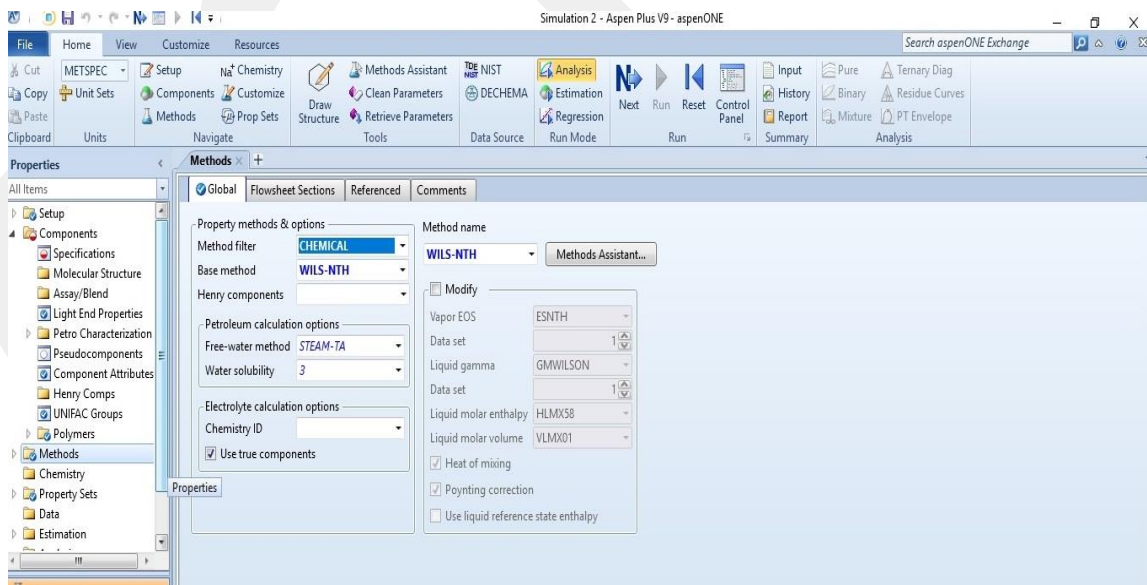 Simulation 2 - Aspen Plus V9 - aspenONE
File Home View Customize Resources Search aspenONE Exchange
Cut METSPEC Setup Na+ Chemistry Methods Assistant NIST Analysis Input Pure Ternary Diag
Copy Unit Sets Components Customize Clean Parameters DECHEMA Estimation History Binary Residue Curves
Paste Methods Prop Sets Draw Structure Retrieve Parameters Regression Next Run Reset Control Panel Report Mixture PT Envelope
Clipboard Units Navigate Tools Data Source Run Mode Run Summary Analysis
Properties Methods
All Items Global Flowsheet Sections Referenced Comments
Setup
Components
Specifications
Molecular Structure
Assay/Blend
Light End Properties
Petro Characterization
Pseudocomponents
Component Attributes
Henry Comps
UNIFAC Groups
Polymers
Methods
Chemistry
Property Sets
Data
Estimation
Properties
Property methods & options
Method filter CHEMICAL
Base method WILS-NTH
Henry components
Petroleum calculation options
Free-water method STEAM-TA
Water solubility 3
Electrolyte calculation options
Chemistry ID
Use true components
Method name
WILS-NTH Methods Assistant...
Modify
Vapor EOS ESNTH
Data set 1
Liquid gamma GMWILSON
Data set 1
Liquid molar enthalpy HLMX58
Liquid molar volume VLMX01
Heat of mixing
Poynting correction
Use liquid reference state enthalpy